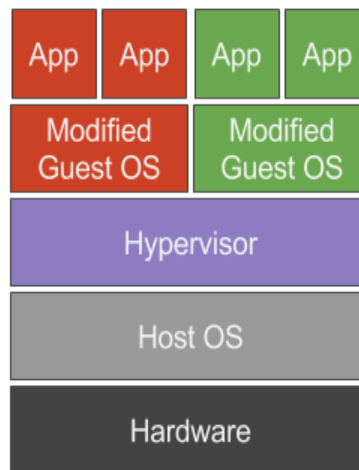 App App App App
Modified Modified
Guest OS Guest OS
Hypervisor
Host OS
Hardware